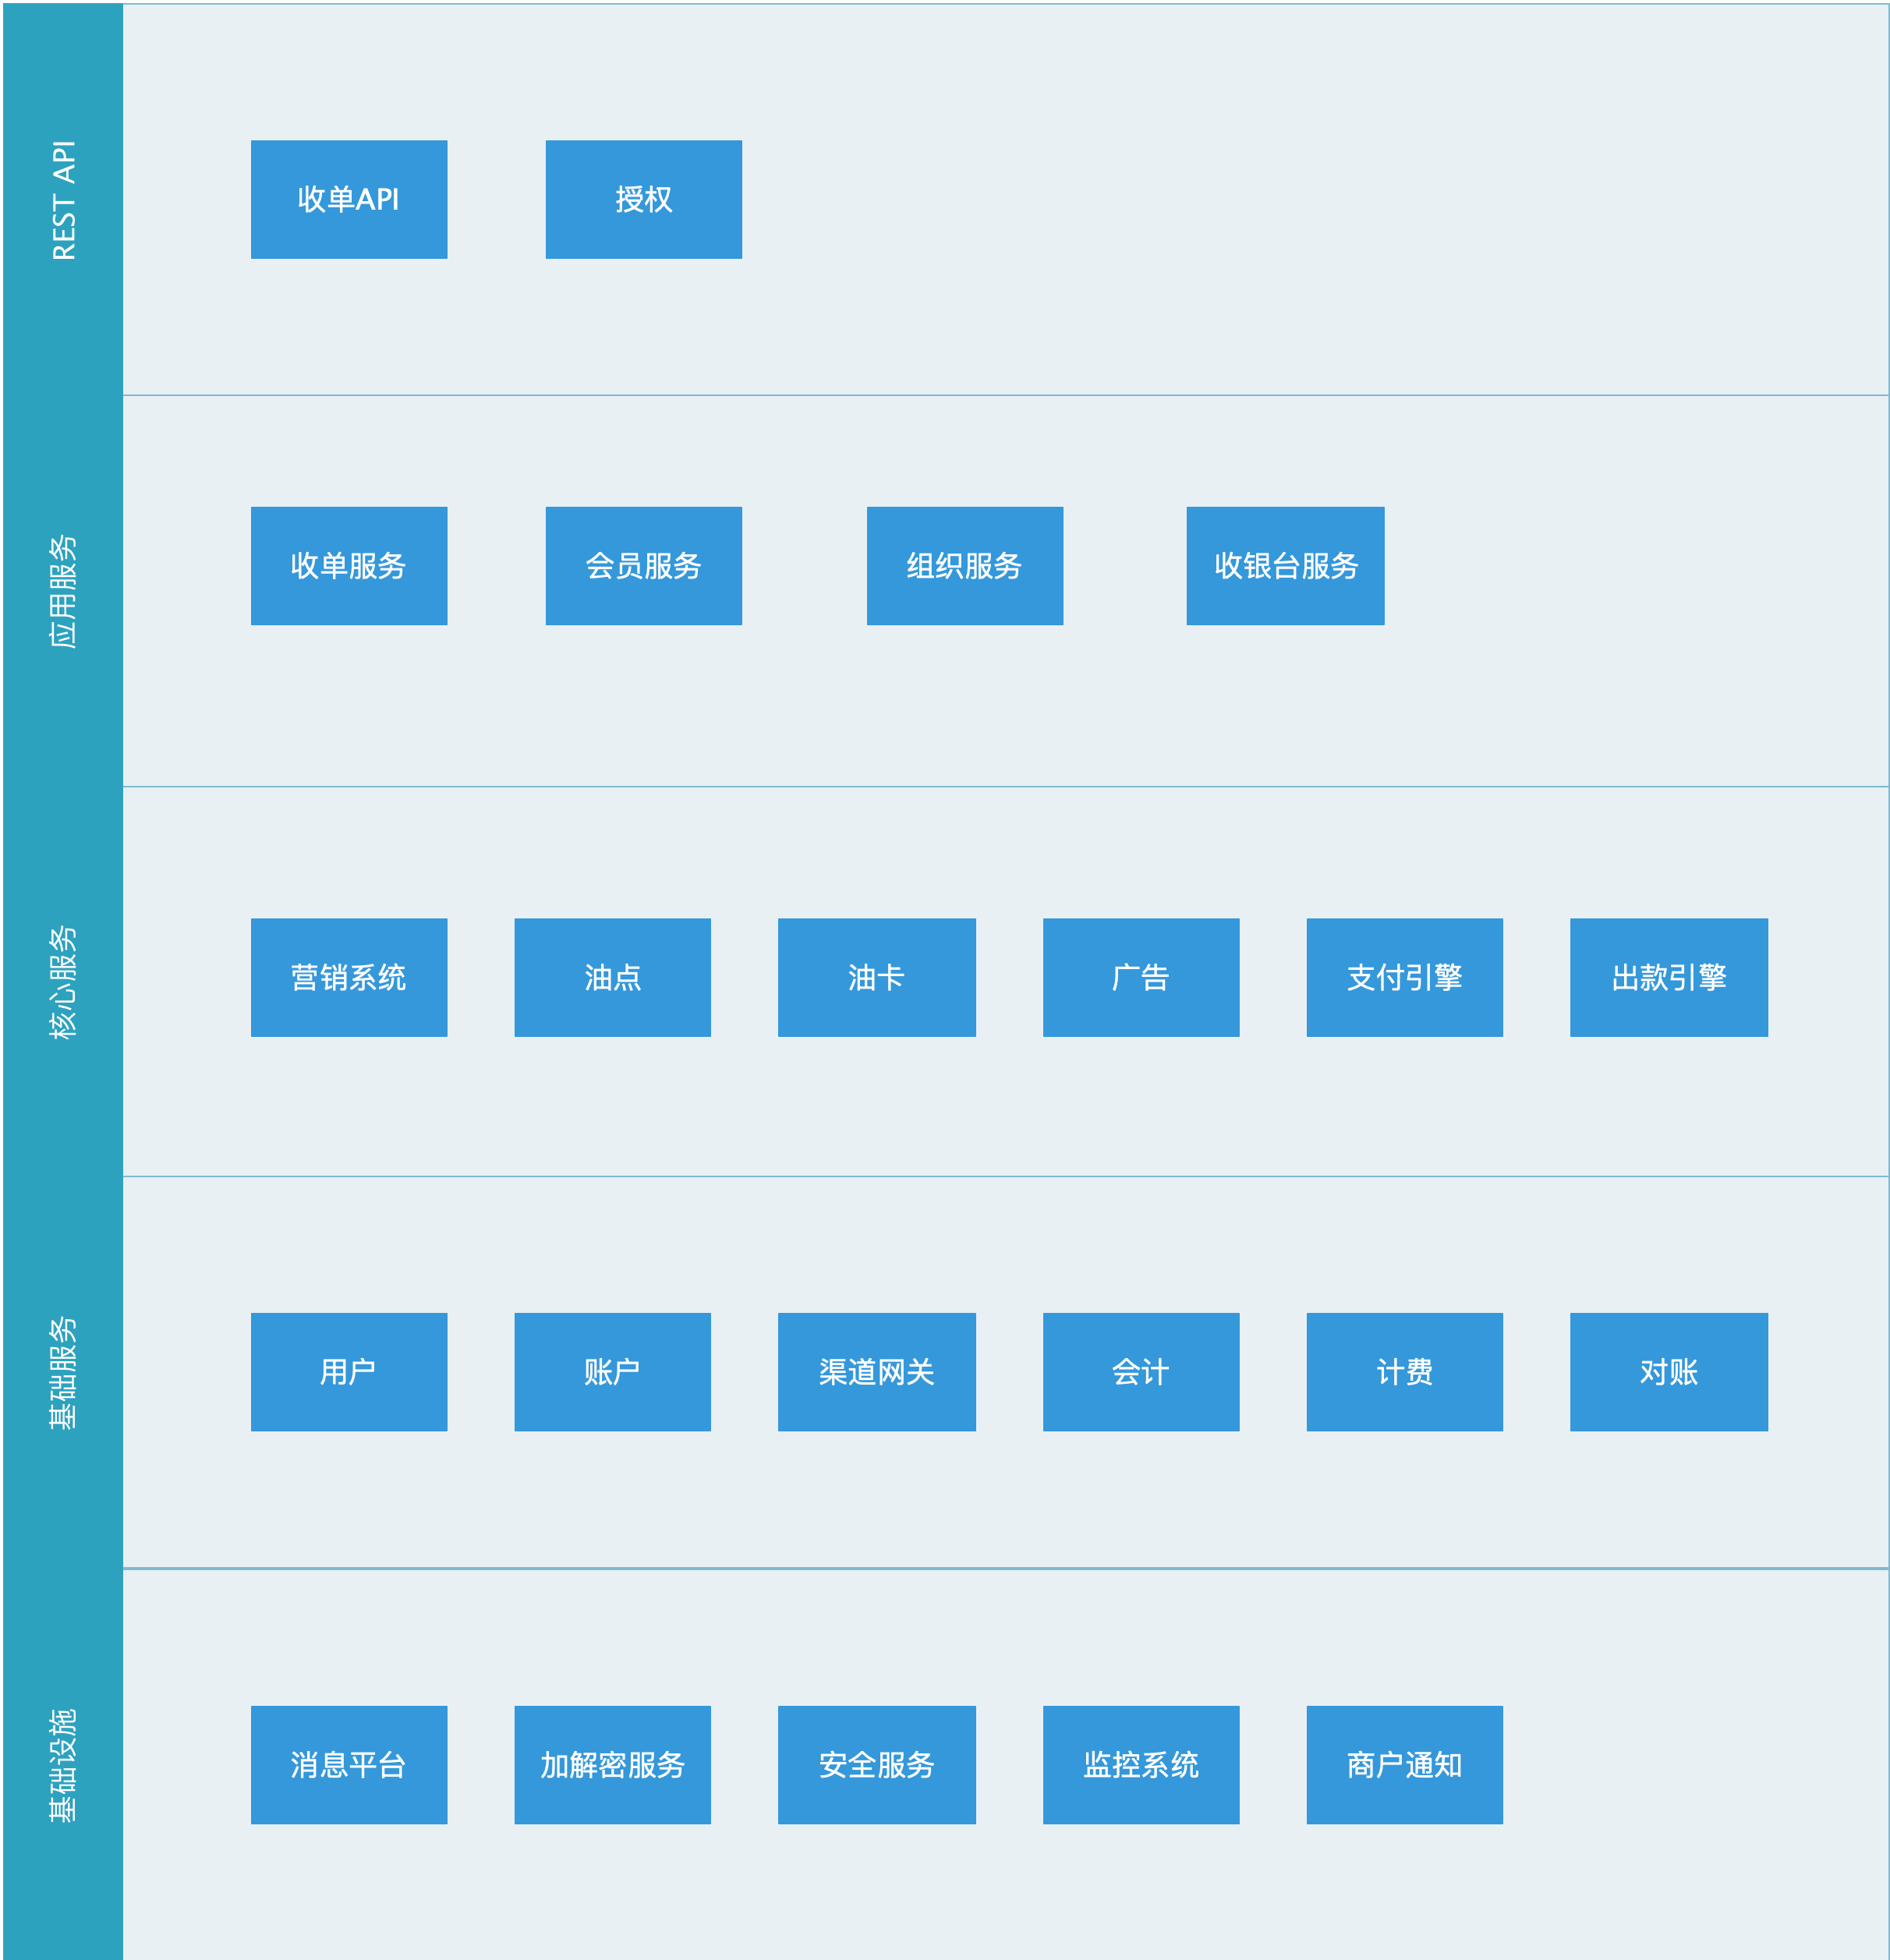 REST API
收单API
授权
应用服务
收单服务
会员服务
组织服务
收银台服务
核心服务
营销系统
油点
油卡
广告
支付引擎
出款引擎
基础服务
用户
账户
渠道网关
会计
计费
对账
基础设施
消息平台
加解密服务
安全服务
监控系统
商户通知